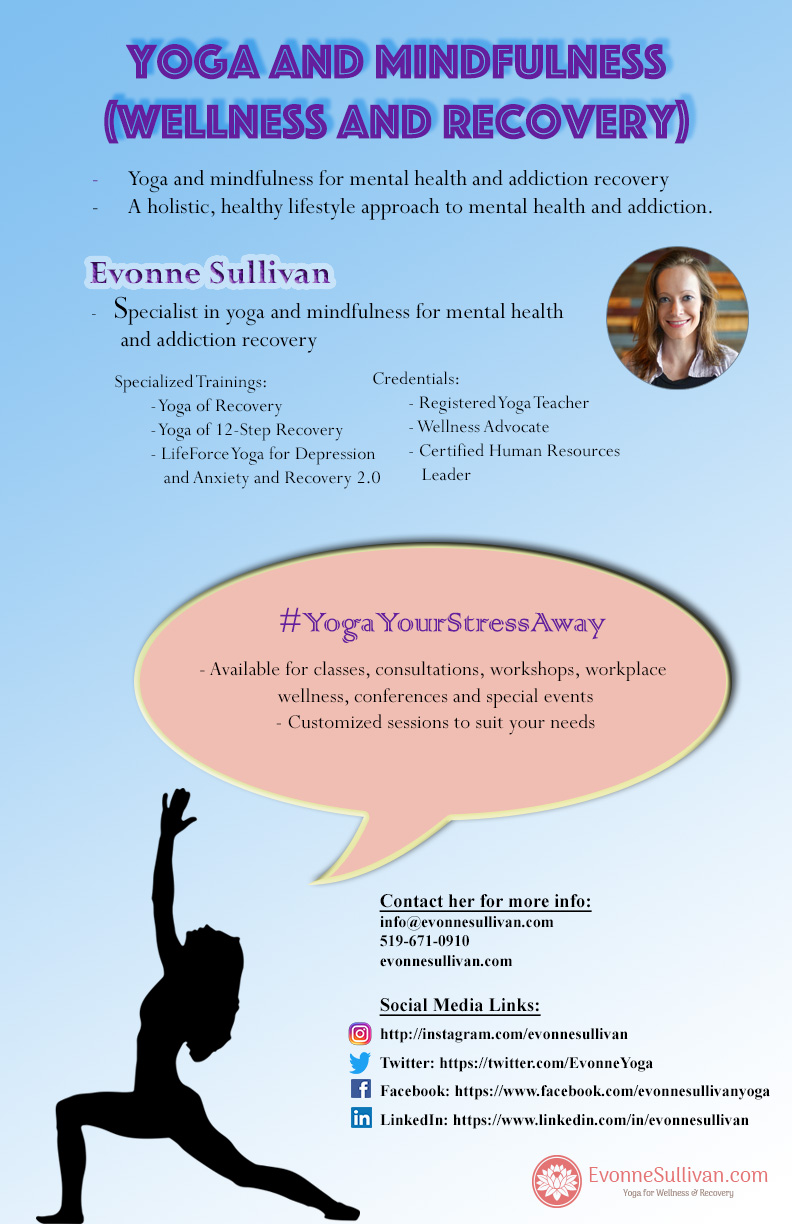 YOGA AND MINDFULNESS
(WELLNESS AND RECOVERY)
- Yoga and mindfulness for mental health and addiction recovery
- A holistic, healthy lifestyle approach to mental health and addiction.
Evonne Sullivan
- Specialist in yoga and mindfulness for mental health
and addiction recovery
Specialized Trainings:
- Yoga of Recovery
- Yoga of 12-Step Recovery
- LifeForce Yoga for Depression
and Anxiety and Recovery 2.0
Credentials:
- Registered Yoga Teacher
- Wellness Advocate
- Certified Human Resources
Leader
#YogaYourStressAway
- Available for classes, consultations, workshops, workplace
wellness, conferences and special events
- Customized sessions to suit your needs
Contact her for more info:
info@evonnesullivan.com
519-671-0910
evonnesullivan.com
Social Media Links:
http://instagram.com/evonnesullivan
Twitter: https://twitter.com/EvonneYoga
Facebook: https://www.facebook.com/evonnesullivanyoga
in LinkedIn: https://www.linkedin.com/in/evonnesullivan
EvonneSullivan.com
Yoga for Wellness & Recovery